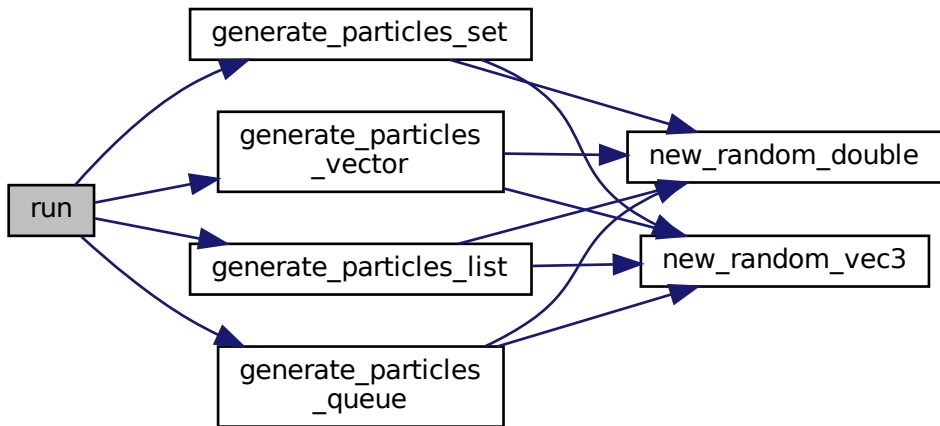 run
generate_particles_set
generate_particles
_vector
generate_particles_list
generate_particles
_queue
new_random_double
new_random_vec3